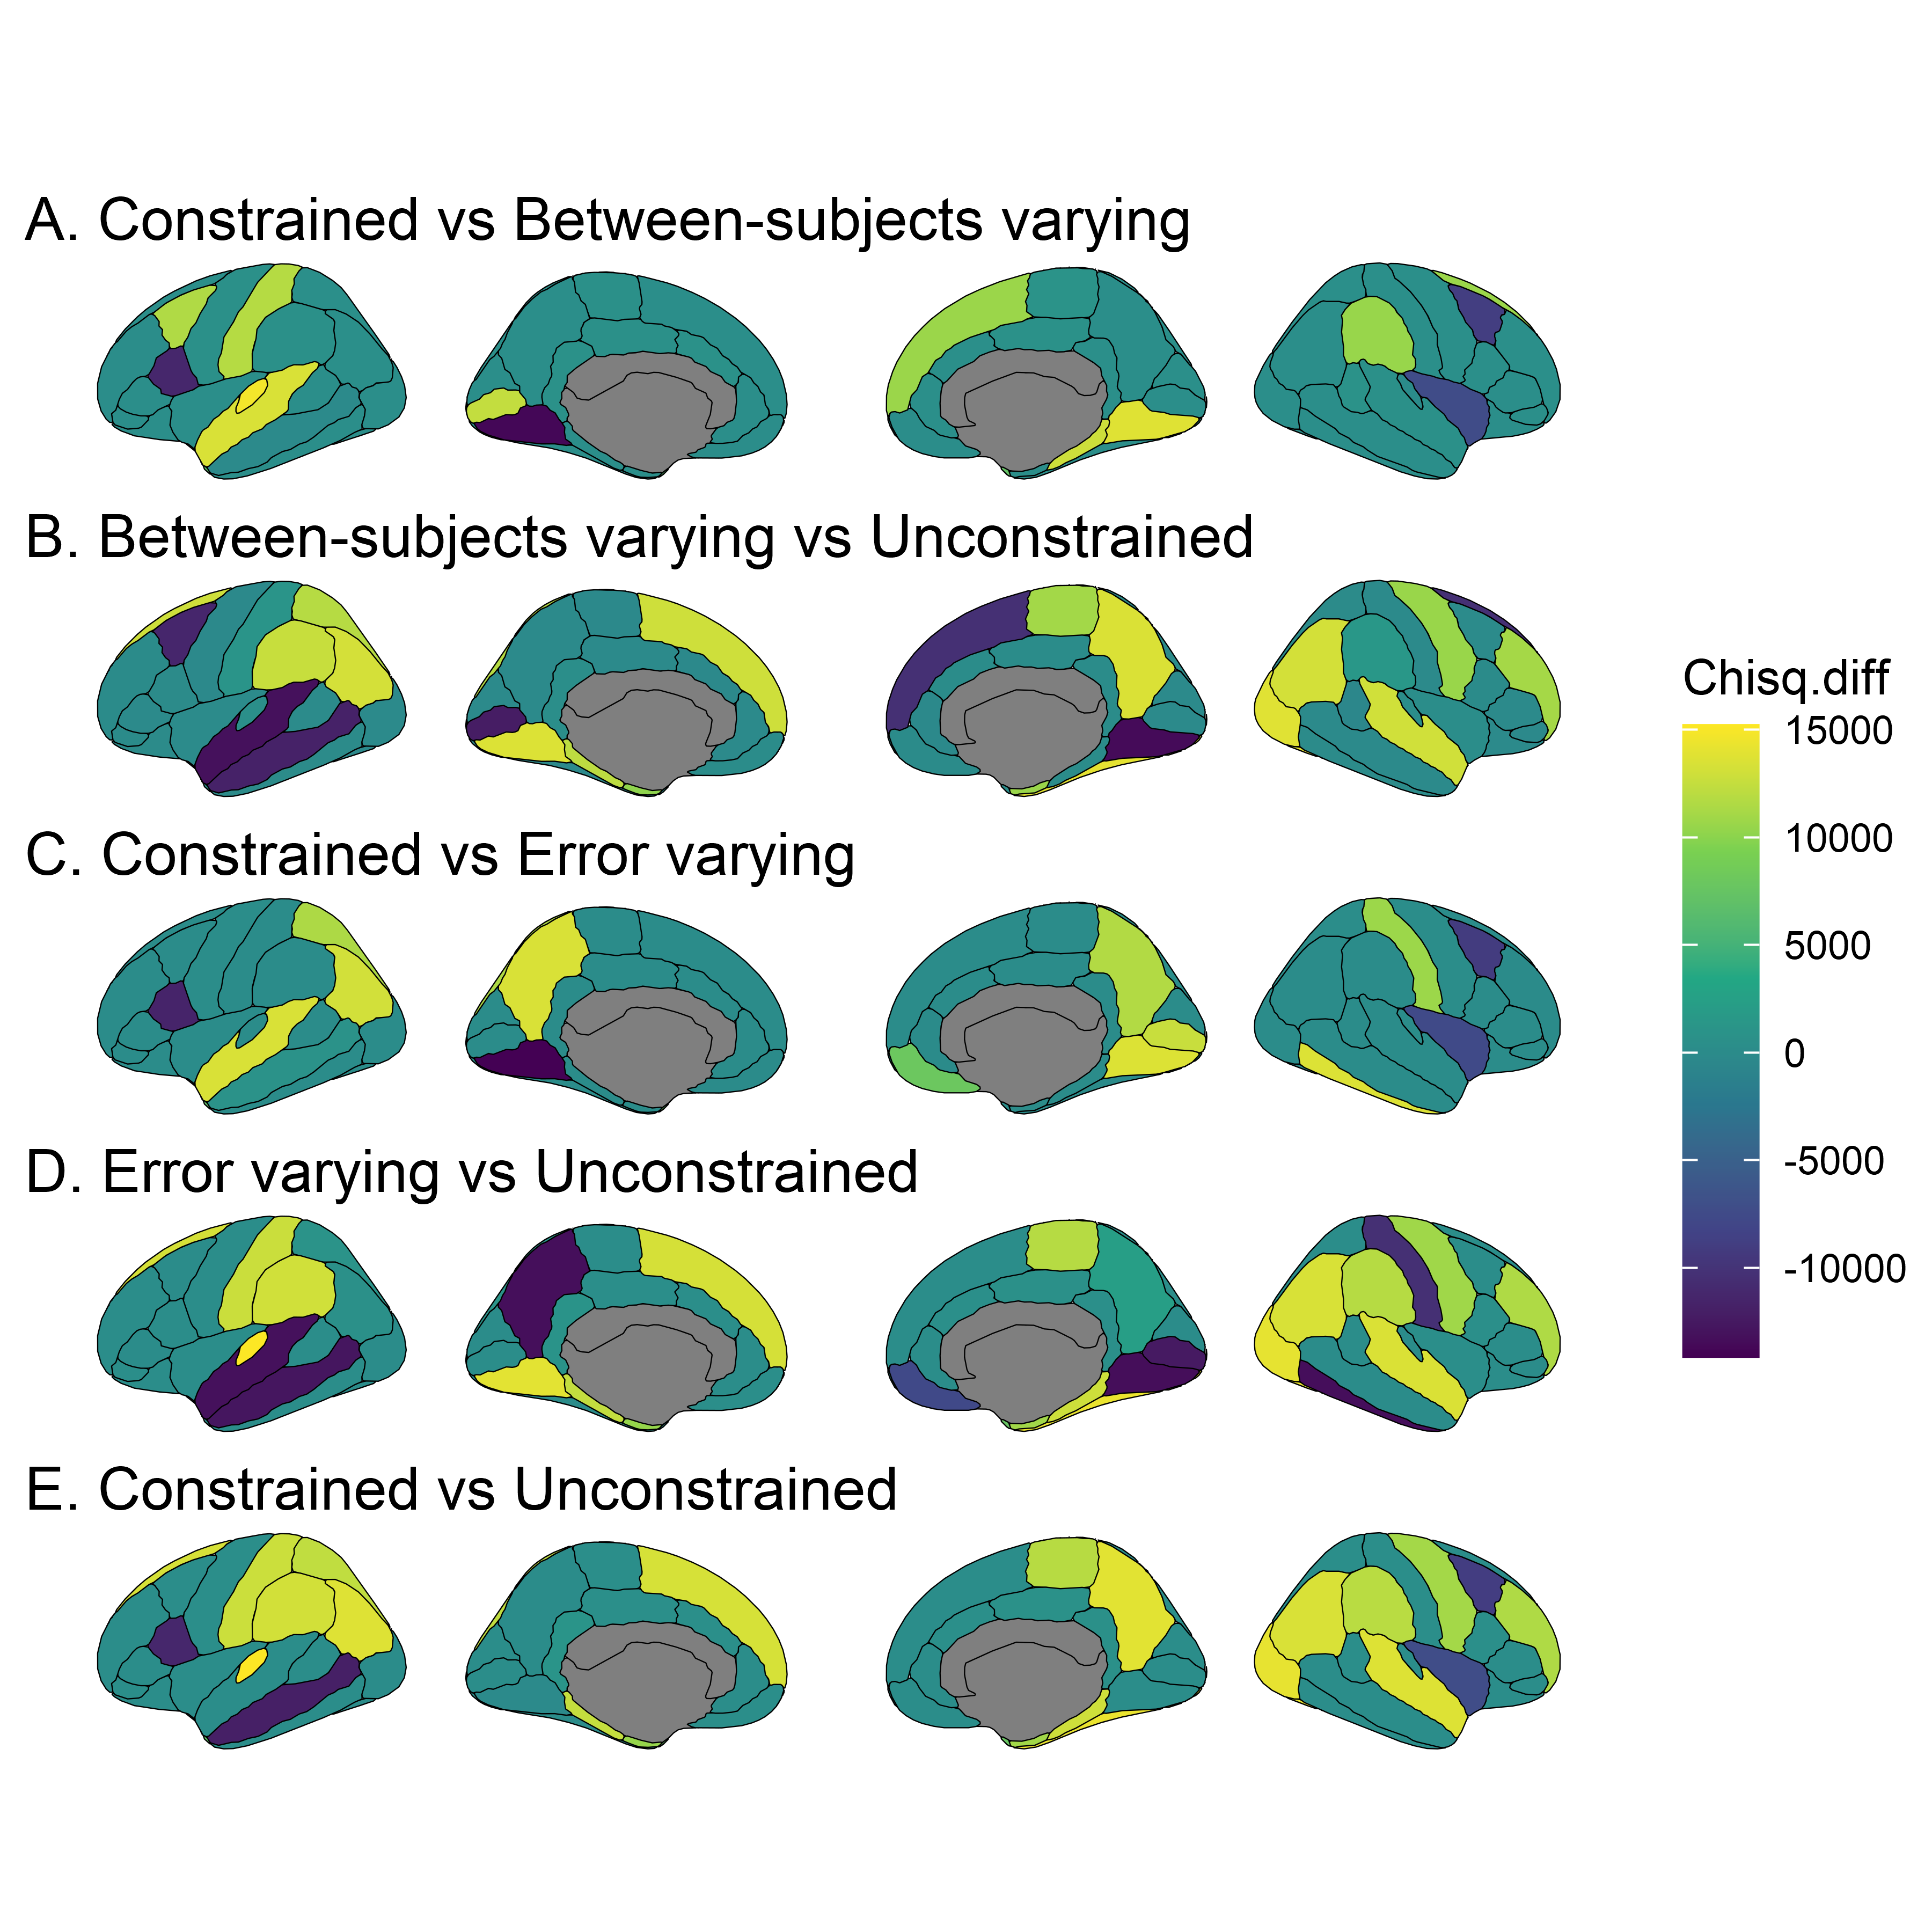 A. Constrained vs Between-subjects varying
B. Between-subjects varying vs Unconstrained
C. Constrained vs Error varying
D. Error varying vs Unconstrained
E. Constrained vs Unconstrained
Chisq.diff
15000
10000
5000
0
-5000
-10000